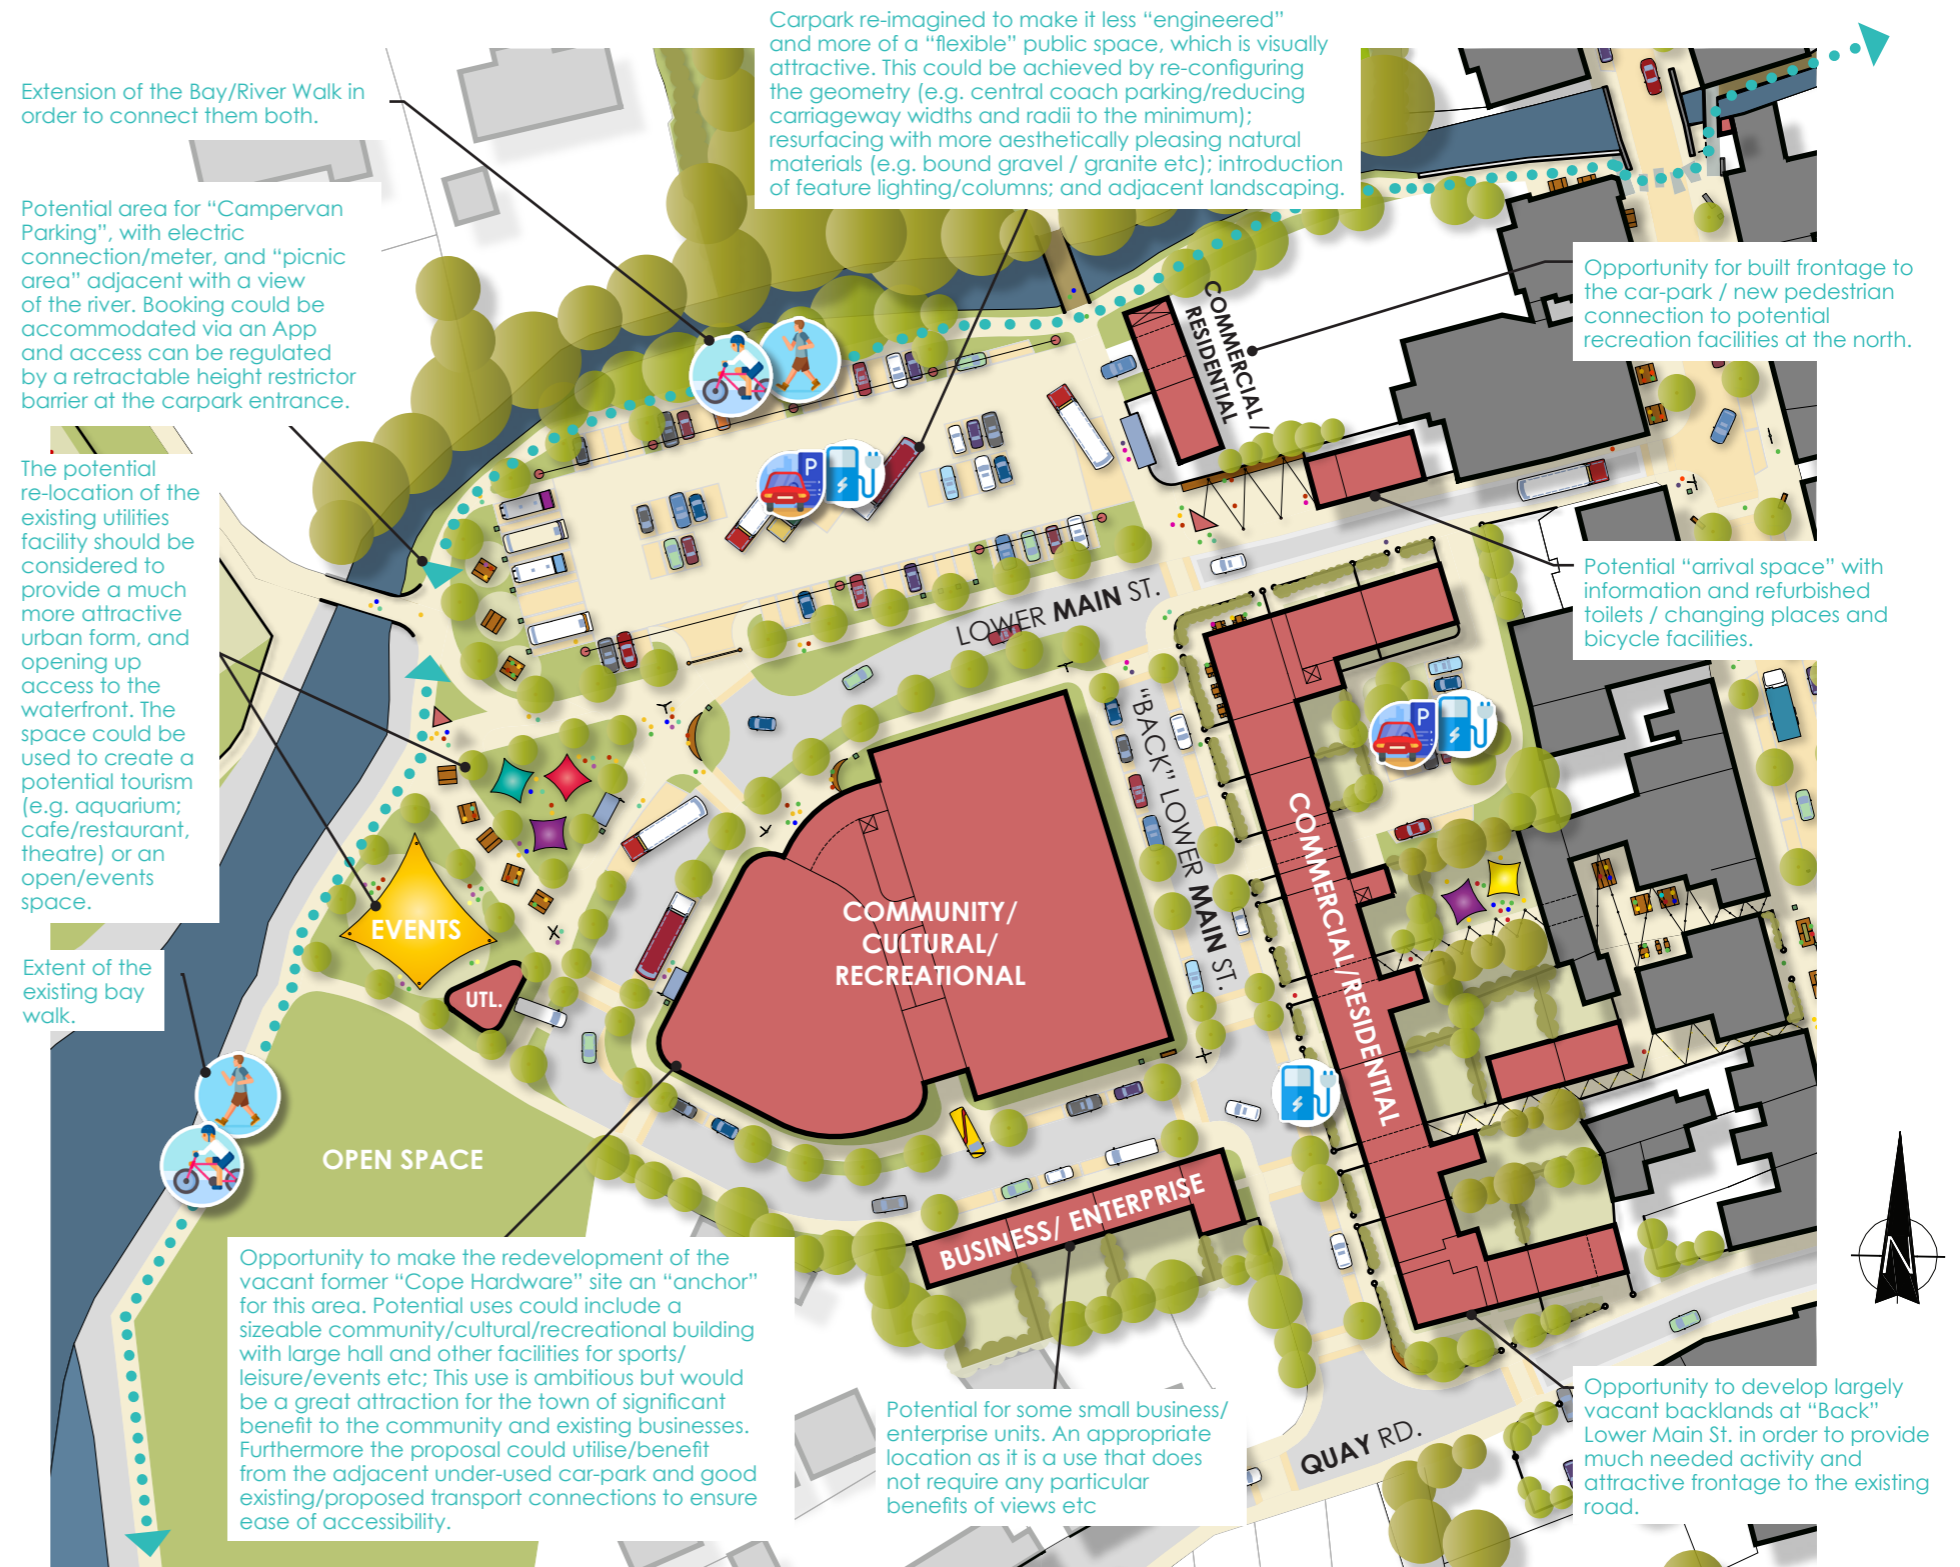 Carpark re-imagined to make it less “engineered”
and more of a “flexible” public space, which is visually
attractive. This could be achieved by re-configuring
the geometry (e.g. central coach parking/reducing
carriageway widths and radii to the minimum);
resurfacing with more aesthetically pleasing natural
materials (e.g. bound gravel / granite etc); introduction
of feature lighting/columns; and adjacent landscaping.
Extension of the Bay/River Walk in
order to connect them both.
Potential area for “Campervan
Parking”, with electric
connection/meter, and “picnic
area” adjacent with a view
of the river. Booking could be
accommodated via an App
and access can be regulated
by a retractable height restrictor
barrier at the carpark entrance.
The potential
re-location of the
existing utilities
facility should be
considered to
provide a much
more attractive
urban form, and
opening up
access to the
waterfront. The
space could be
used to create a
potential tourism
(e.g. aquarium;
cafe/restaurant,
theatre) or an
open/events
space.
Extent of the
existing bay
walk.
Opportunity for built frontage to
the car-park / new pedestrian
connection to potential
recreation facilities at the north.
COMMERCIAL /
RESIDENTIAL
P
Potential “arrival space” with
information and refurbished
toilets / changing places and
bicycle facilities.
LOWER MAIN ST.
“BACK” LOWER MAIN ST.
P
COMMERCIAL/RESIDENTIAL
EVENTS
UTL.
COMMUNITY/
CULTURAL/
RECREATIONAL
OPEN SPACE
BUSINESS/ ENTERPRISE
N
Opportunity to make the redevelopment of the
vacant former “Cope Hardware” site an “anchor”
for this area. Potential uses could include a
sizeable community/cultural/recreational building
with large hall and other facilities for sports/
leisure/events etc; This use is ambitious but would
be a great attraction for the town of significant
benefit to the community and existing businesses.
Furthermore the proposal could utilise/benefit
from the adjacent under-used car-park and good
existing/proposed transport connections to ensure
ease of accessibility.
Potential for some small business/
enterprise units. An appropriate
location as it is a use that does
not require any particular
benefits of views etc
QUAY RD.
Opportunity to develop largely
vacant backlands at “Back”
Lower Main St. in order to provide
much needed activity and
attractive frontage to the existing
road.